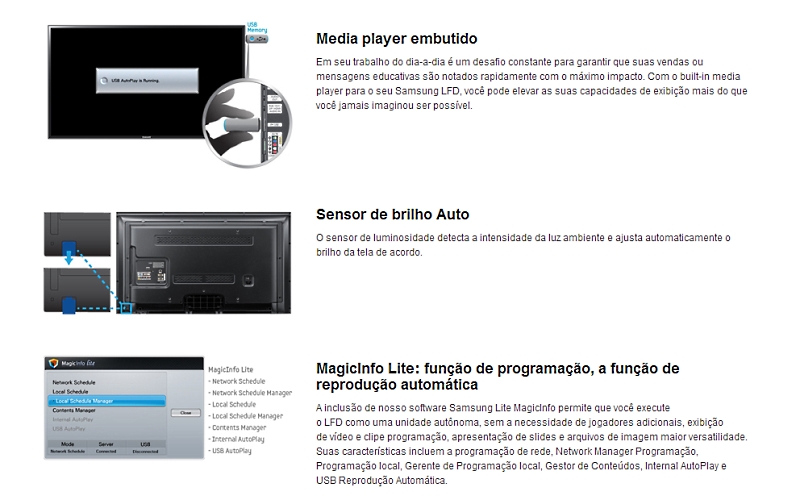 USB
Memory
USB AutoPlay is Running.
Media player embutido
Em seu trabalho do dia-a-dia é um desafio constante para garantir que suas vendas ou
mensagens educativas são notados rapidamente com o máximo impacto. Com o built-in media
player para o seu Samsung LFD, você pode elevar as suas capacidades de exibição mais do que
você jamais imaginou ser possível.
Sensor de brilho Auto
O sensor de luminosidade detecta a intensidade da luz ambiente e ajusta automaticamente o
brilho da tela de acordo.
MagicInfo lite
Network Schedule
Local Schedule
Local Schedule Manager
Contents Manager
Internal AutoPlay
USB AutoPlay
Close
Mode Server USB
Network Schedule Connected Disconnected
MagicInfo Lite
- Network Schedule
- Network Schedule Manager
- Local Schedule
- Local Schedule Manager
- Contents Manager
- Internal AutoPlay
- USB AutoPlay
MagicInfo Lite: função de programação, a função de
reprodução automática
A inclusão de nosso software Samsung Lite MagicInfo permite que você execute
o LFD como uma unidade autônoma, sem a necessidade de jogadores adicionais, exibição
de vídeo e clipe programação, apresentação de slides e arquivos de imagem maior versatilidade.
Suas características incluem a programação de rede, Network Manager Programação,
Programação local, Gerente de Programação local, Gestor de Conteúdos, Internal AutoPlay e
USB Reprodução Automática.